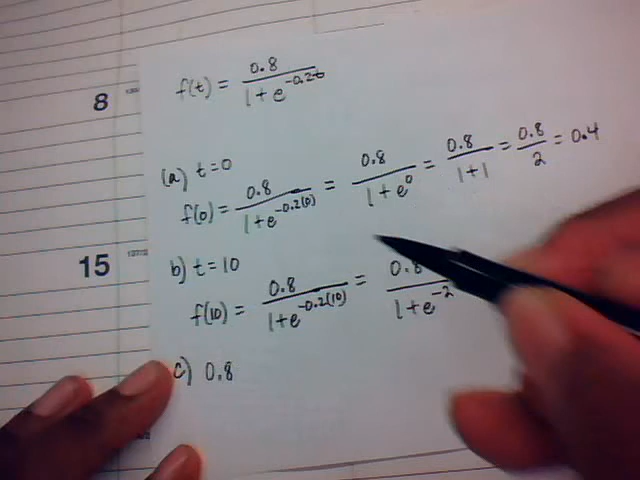 f(t) = 0.8 / (1 + e^(-0.2t))
8
(a) t = 0
f(0) = 0.8 / (1 + e^(-0.2(0))) = 0.8 / (1 + e^0) = 0.8 / (1 + 1) = 0.8 / 2 = 0.4
15
b) t = 10
f(10) = 0.8 / (1 + e^(-0.2(10))) = 0.8 / (1 + e^(-2))
c) 0.8